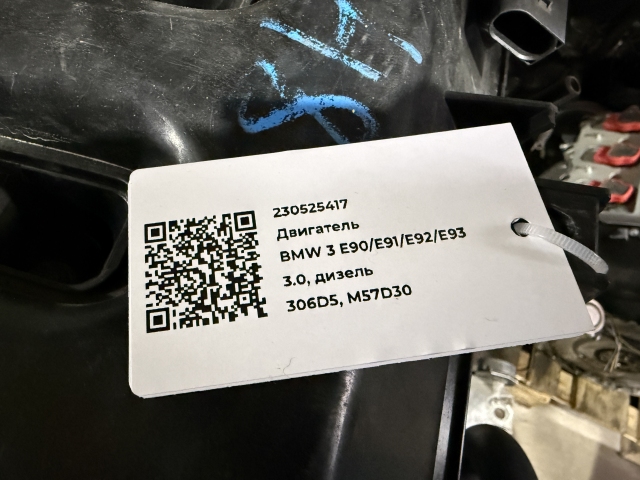 230525417
Двигатель
BMW 3 E90/E91/E92/E93
3.0, дизель
306D5, M57D30